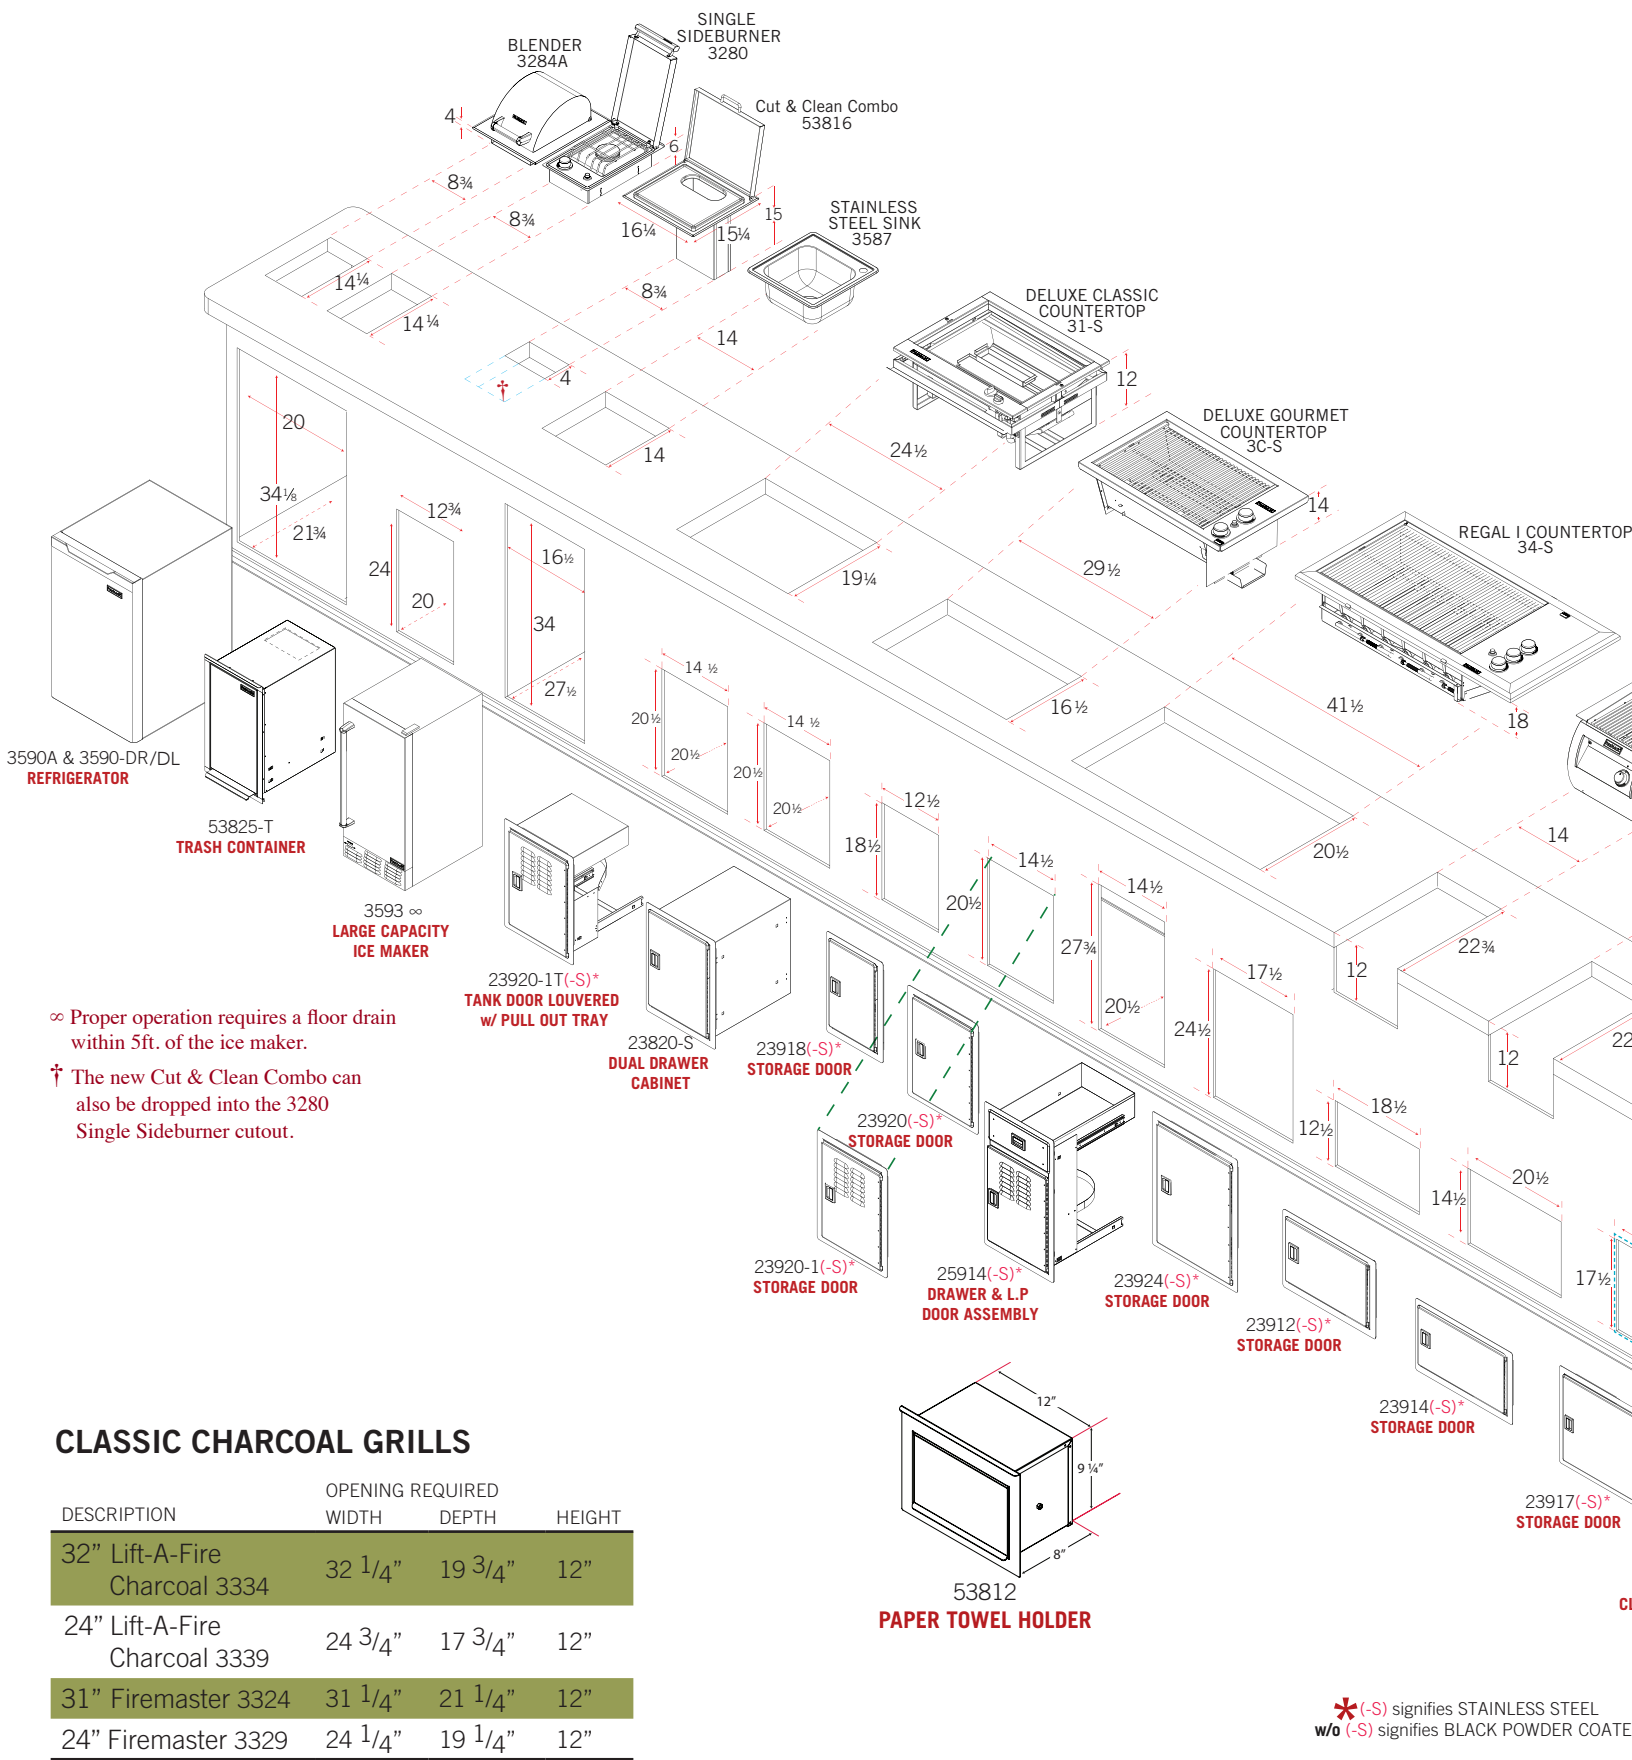 SINGLE
SIDEBURNER
3280
BLENDER
3284A
Cut & Clean Combo
53816
4
6
8¾
8¾
16¼
15¼
15
STAINLESS
STEEL SINK
3587
14¼
14¼
8¾
4
†
14
14
DELUXE CLASSIC
COUNTERTOP
31-S
12
24½
19¼
DELUXE GOURMET
COUNTERTOP
3C-S
14
29½
16½
REGAL I COUNTERTOP
34-S
18
41½
20½
14
22¾
12
12
22
20
34⅛
21¾
12¾
24
20
16½
34
27½
14 ½
20½
20½
14 ½
20½
20½
12½
18½
14½
20½
14½
27¾
20½
17½
24½
18½
12½
20½
14½
17½
3590A & 3590-DR/DL
REFRIGERATOR
53825-T
TRASH CONTAINER
3593 ∞
LARGE CAPACITY
ICE MAKER
23920-1T(-S)*
TANK DOOR LOUVERED
w/ PULL OUT TRAY
23820-S
DUAL DRAWER
CABINET
23918(-S)*
STORAGE DOOR
23920(-S)*
STORAGE DOOR
23920-1(-S)*
STORAGE DOOR
25914(-S)*
DRAWER & L.P
DOOR ASSEMBLY
23924(-S)*
STORAGE DOOR
23912(-S)*
STORAGE DOOR
23914(-S)*
STORAGE DOOR
23917(-S)*
STORAGE DOOR
∞ Proper operation requires a floor drain
within 5ft. of the ice maker.
† The new Cut & Clean Combo can
also be dropped into the 3280
Single Sideburner cutout.
12"
9 ¼"
8"
53812
PAPER TOWEL HOLDER
CLASSIC CHARCOAL GRILLS
OPENING REQUIRED
DESCRIPTION WIDTH DEPTH HEIGHT
32” Lift-A-Fire
Charcoal 3334 32 1/4” 19 3/4” 12”
24” Lift-A-Fire
Charcoal 3339 24 3/4” 17 3/4” 12”
31” Firemaster 3324 31 1/4” 21 1/4” 12”
24” Firemaster 3329 24 1/4” 19 1/4” 12”
CL
* (-S) signifies STAINLESS STEEL
w/o (-S) signifies BLACK POWDER COATE